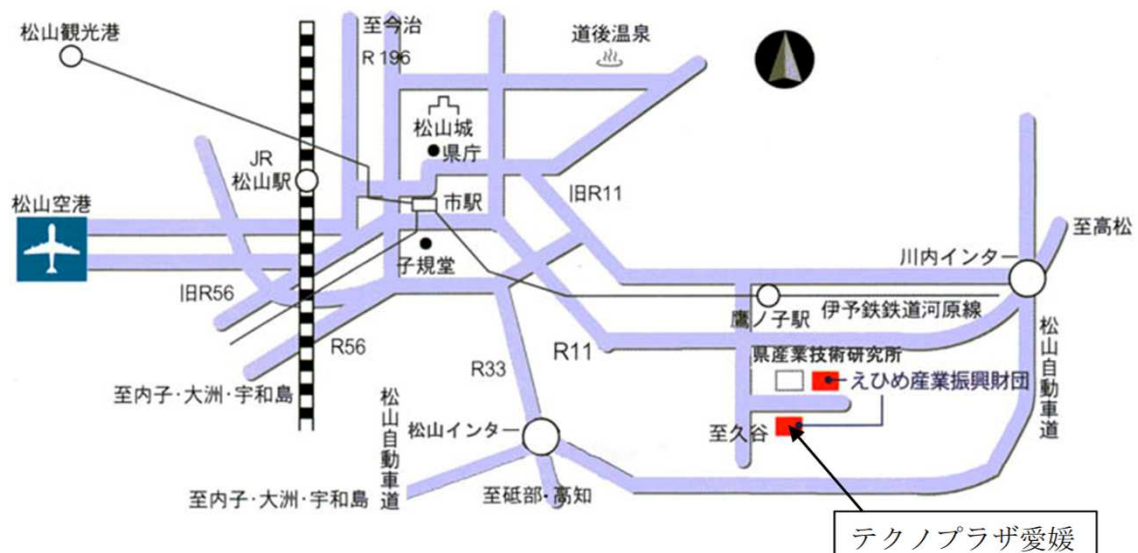 松山観光港
至今治
R196
道後温泉
松山城
県庁
JR
松山駅
市駅
旧R11
松山空港
子規堂
至高松
川内インター
旧R56
鷹ノ子駅
伊予鉄鉄道河原線
R56
R33
R11
県産業技術研究所
えひめ産業振興財団
松山自動車道
至内子・大洲・宇和島
松山自動車道
松山インター
至久谷
至内子・大洲・宇和島
至砥部・高知
テクノプラザ愛媛